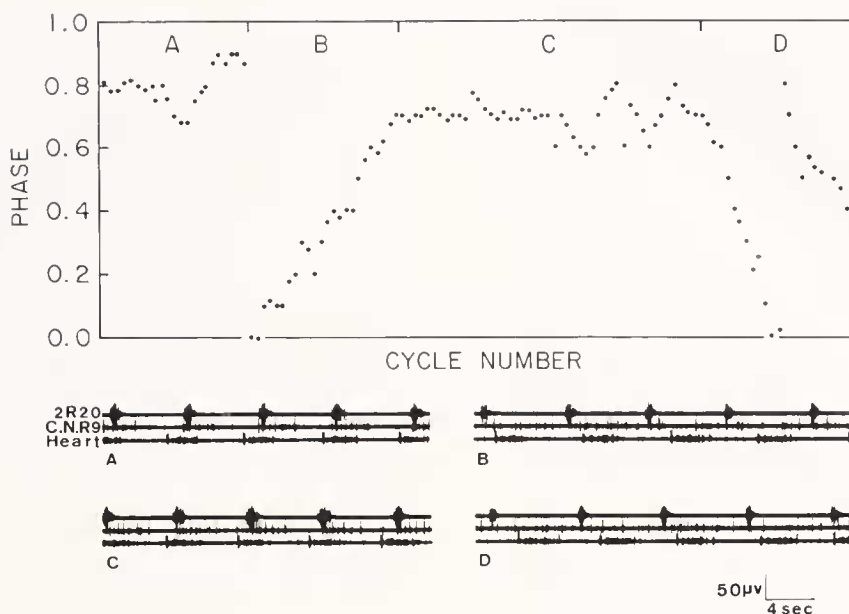 1.0
A B C D
0.8
0.6
PHASE
0.4
0.2
0.0
CYCLE NUMBER
2R20
C.N.R9
Heart
A
B
C
D
50μv
4 sec